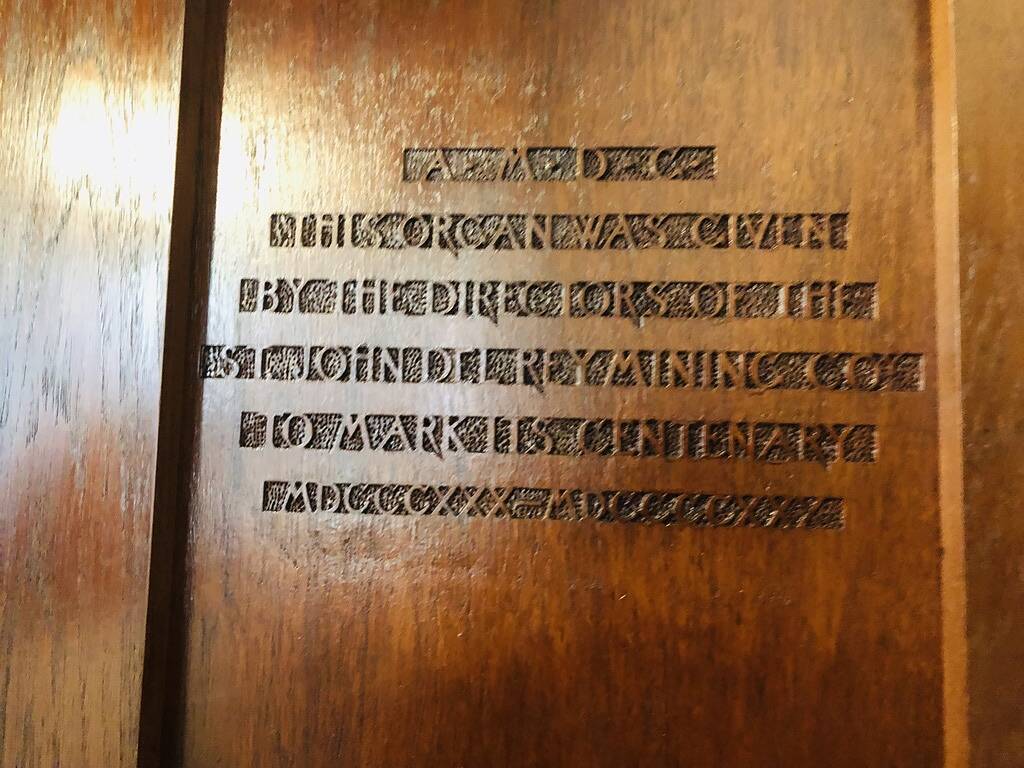 A · M · D · G ·
THIS ORGAN WAS GIVEN
BY THE DIRECTORS OF THE
ST JOHN DEL REY MINING CO
TO MARK ITS CENTENARY
MDCCCXXX